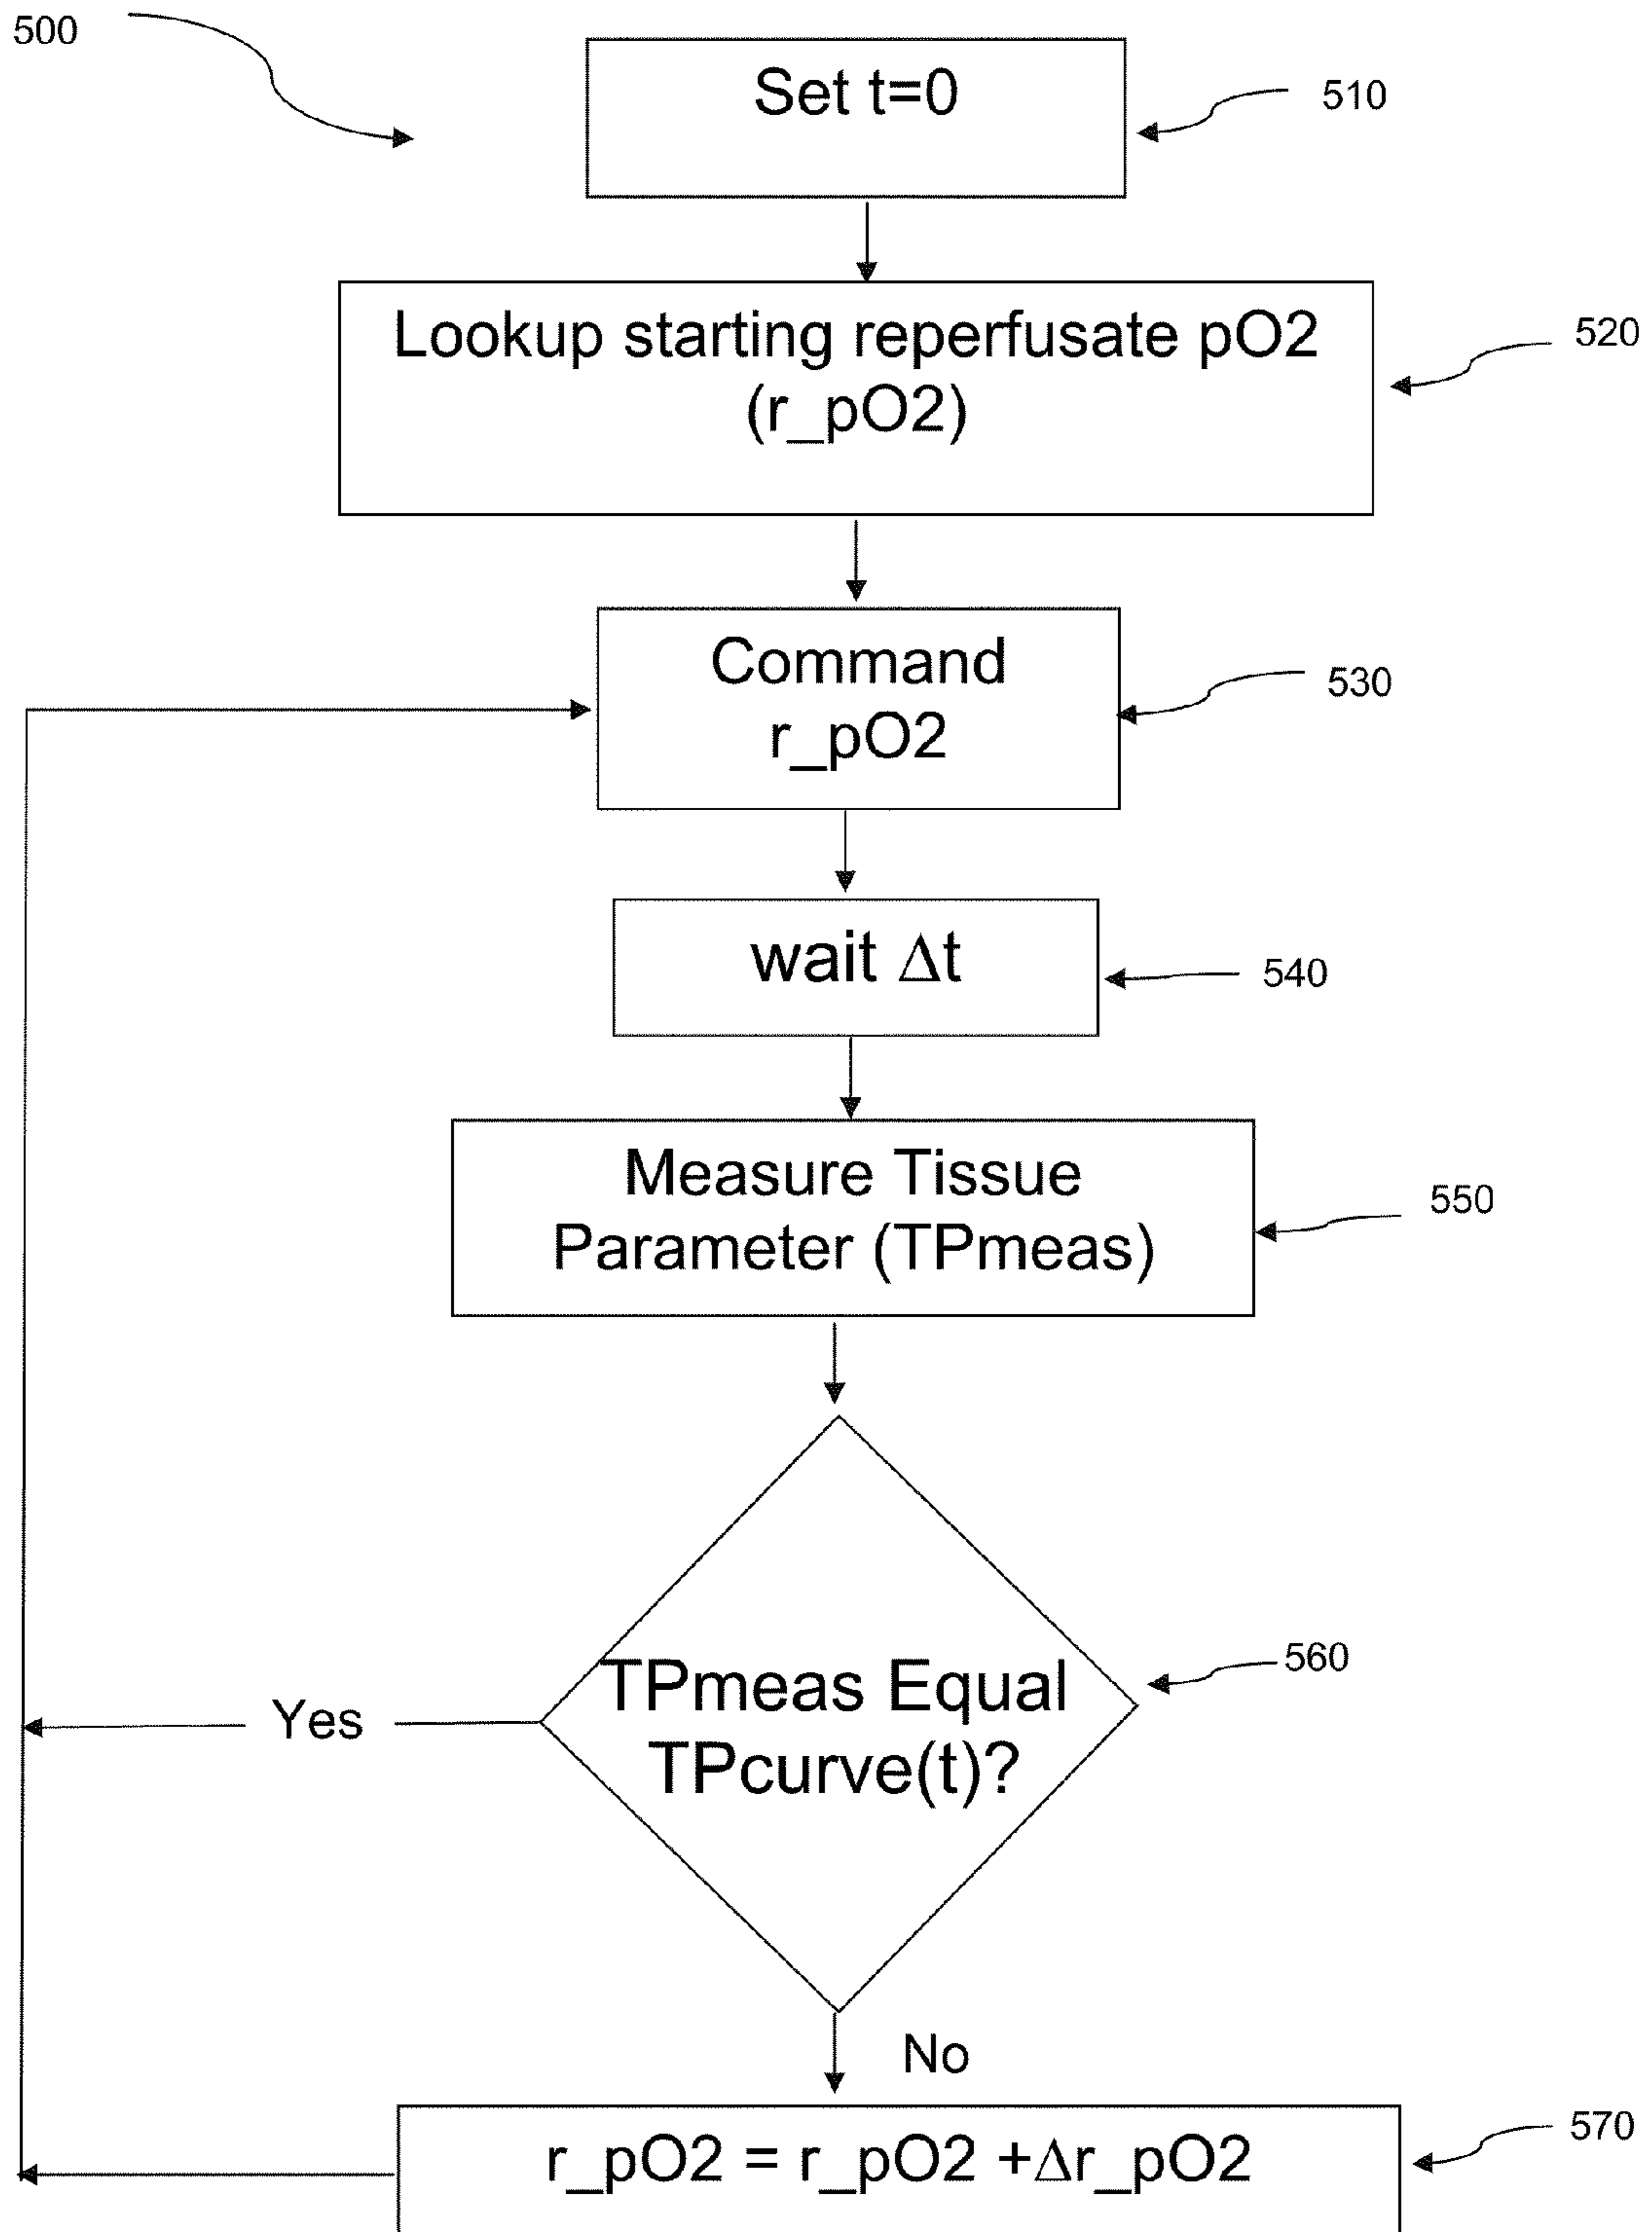 500
Set t=0
510
Lookup starting reperfusate pO2
(r_pO2)
520
Command
r_pO2
530
wait Δt
540
Measure Tissue
Parameter (TPmeas)
550
TPmeas Equal
TPcurve(t)?
560
Yes
No
r_pO2 = r_pO2 +Δr_pO2
570